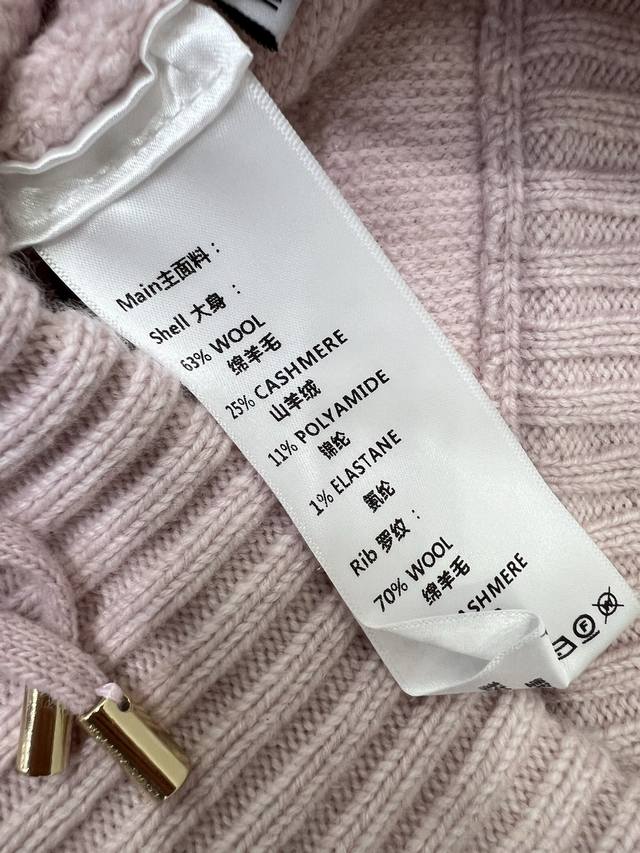 Main主面料：
Shell 大身：
63% WOOL
绵羊毛
25% CASHMERE
山羊绒
11% POLYAMIDE
锦纶
1% ELASTANE
氨纶
Rib 罗纹：
70% WOOL
绵羊毛
ASHMERE
F W